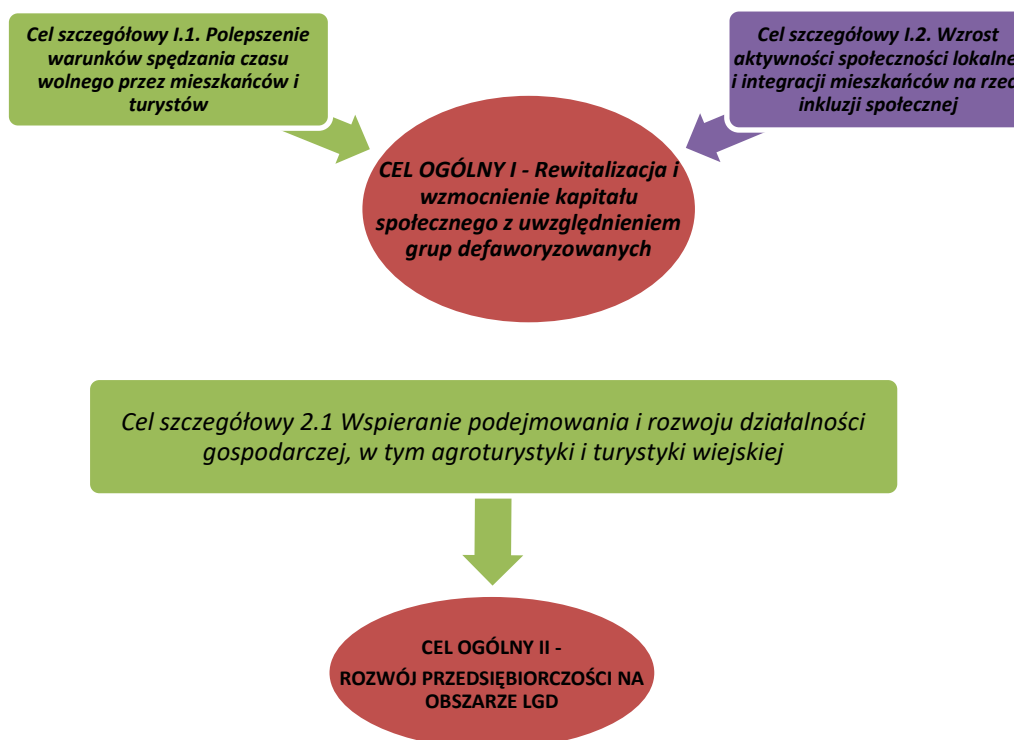 Cel szczegółowy I.1. Polepszenie
warunków spędzania czasu
wolnego przez mieszkańców i
turystów
Cel szczegółowy I.2. Wzrost
aktywności społeczności lokalne
i integracji mieszkańców na rzec
inkluzji społecznej
CEL OGÓLNY I - Rewitalizacja i
wzmocnienie kapitału
społecznego z uwzględnieniem
grup defaworyzowanych
Cel szczegółowy 2.1 Wspieranie podejmowania i rozwoju działalności
gospodarczej, w tym agroturystyki i turystyki wiejskiej
CEL OGÓLNY II -
ROZWÓJ PRZEDSIĘBIORCZOŚCI NA
OBSZARZE LGD